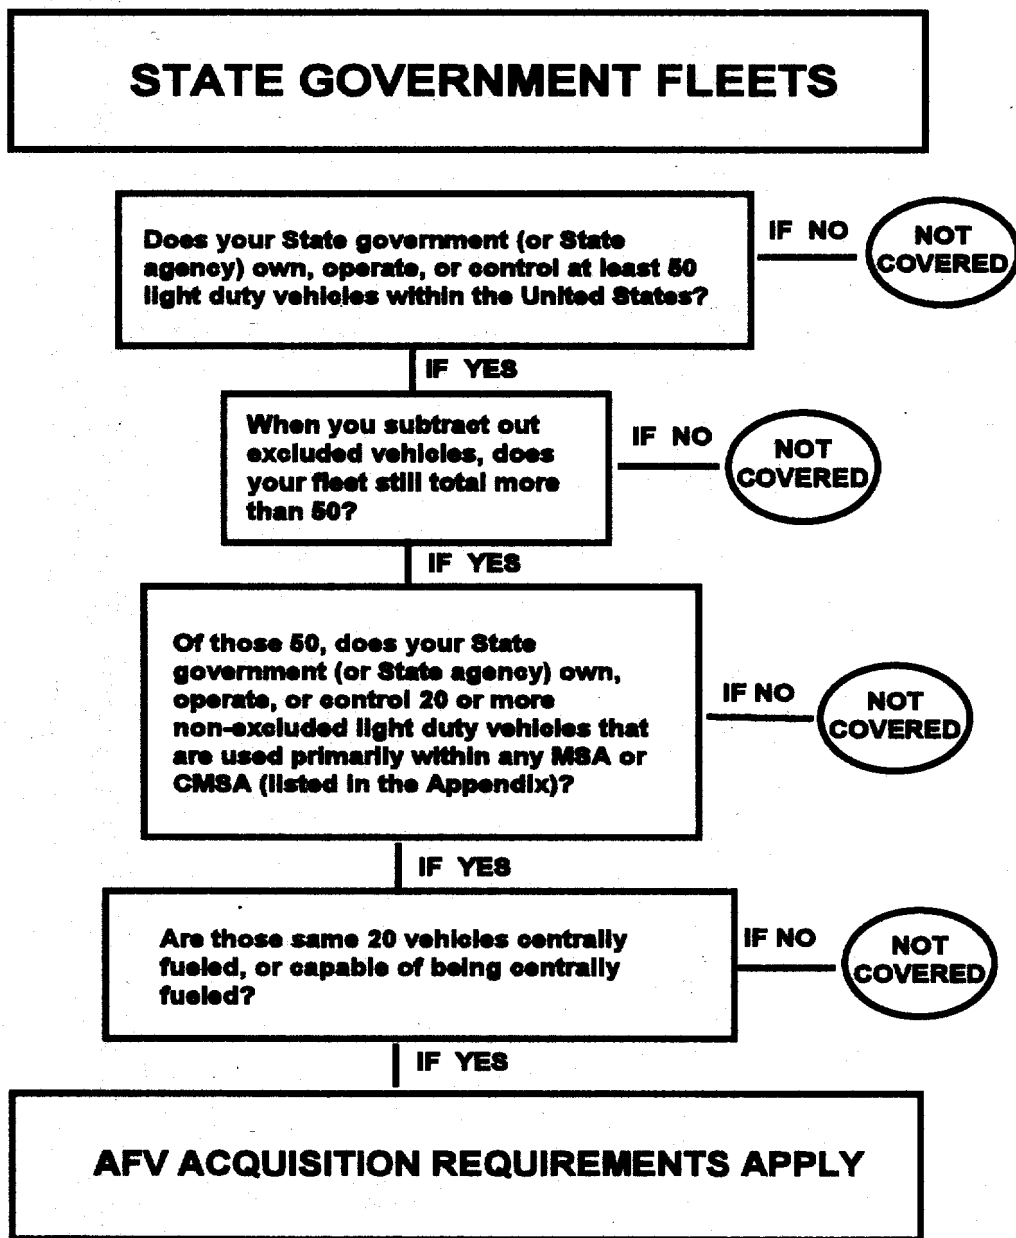 STATE GOVERNMENT FLEETS
Does your State government (or State
agency) own, operate, or control at least 50
light duty vehicles within the United States?
IF NO
NOT
COVERED
IF YES
When you subtract out
excluded vehicles, does
your fleet still total more
than 50?
IF NO
NOT
COVERED
IF YES
Of those 50, does your State
government (or State agency) own,
operate, or control 20 or more
non-excluded light duty vehicles that
are used primarily within any MSA or
CMSA (listed in the Appendix)?
IF NO
NOT
COVERED
IF YES
Are those same 20 vehicles centrally
fueled, or capable of being centrally
fueled?
IF NO
NOT
COVERED
IF YES
AFV ACQUISITION REQUIREMENTS APPLY